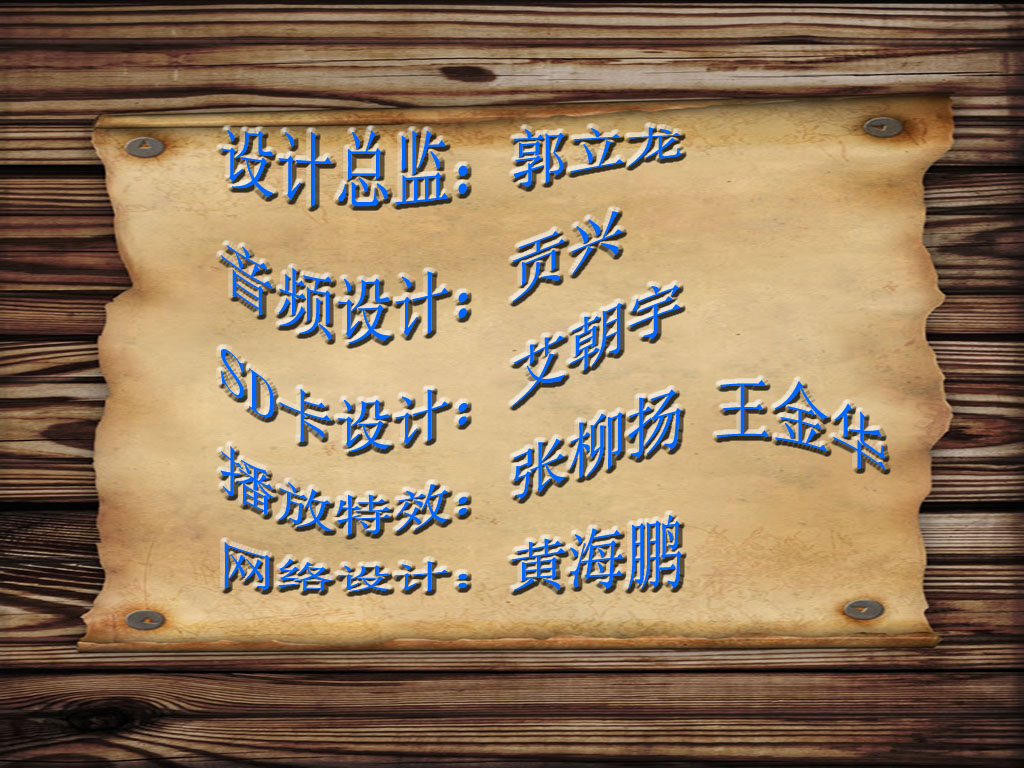 设计总监：郭立龙
音频设计：贡兴
SD卡设计：艾朝宇
播放特效：张柳扬 王金华
网络设计：黄海鹏